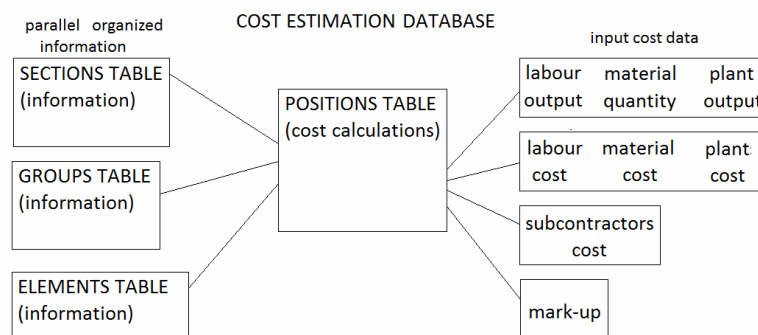 COST ESTIMATION DATABASE
parallel organized
information
SECTIONS TABLE
(information)
GROUPS TABLE
(information)
ELEMENTS TABLE
(information)
POSITIONS TABLE
(cost calculations)
input cost data
labour material plant
output quantity output
labour material plants
cost cost cost
subcontractors
cost
mark-up